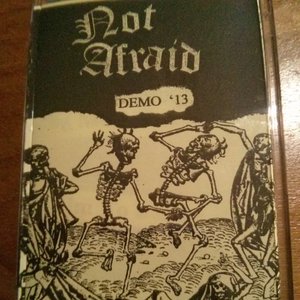 Not
Afraid
DEMO '13